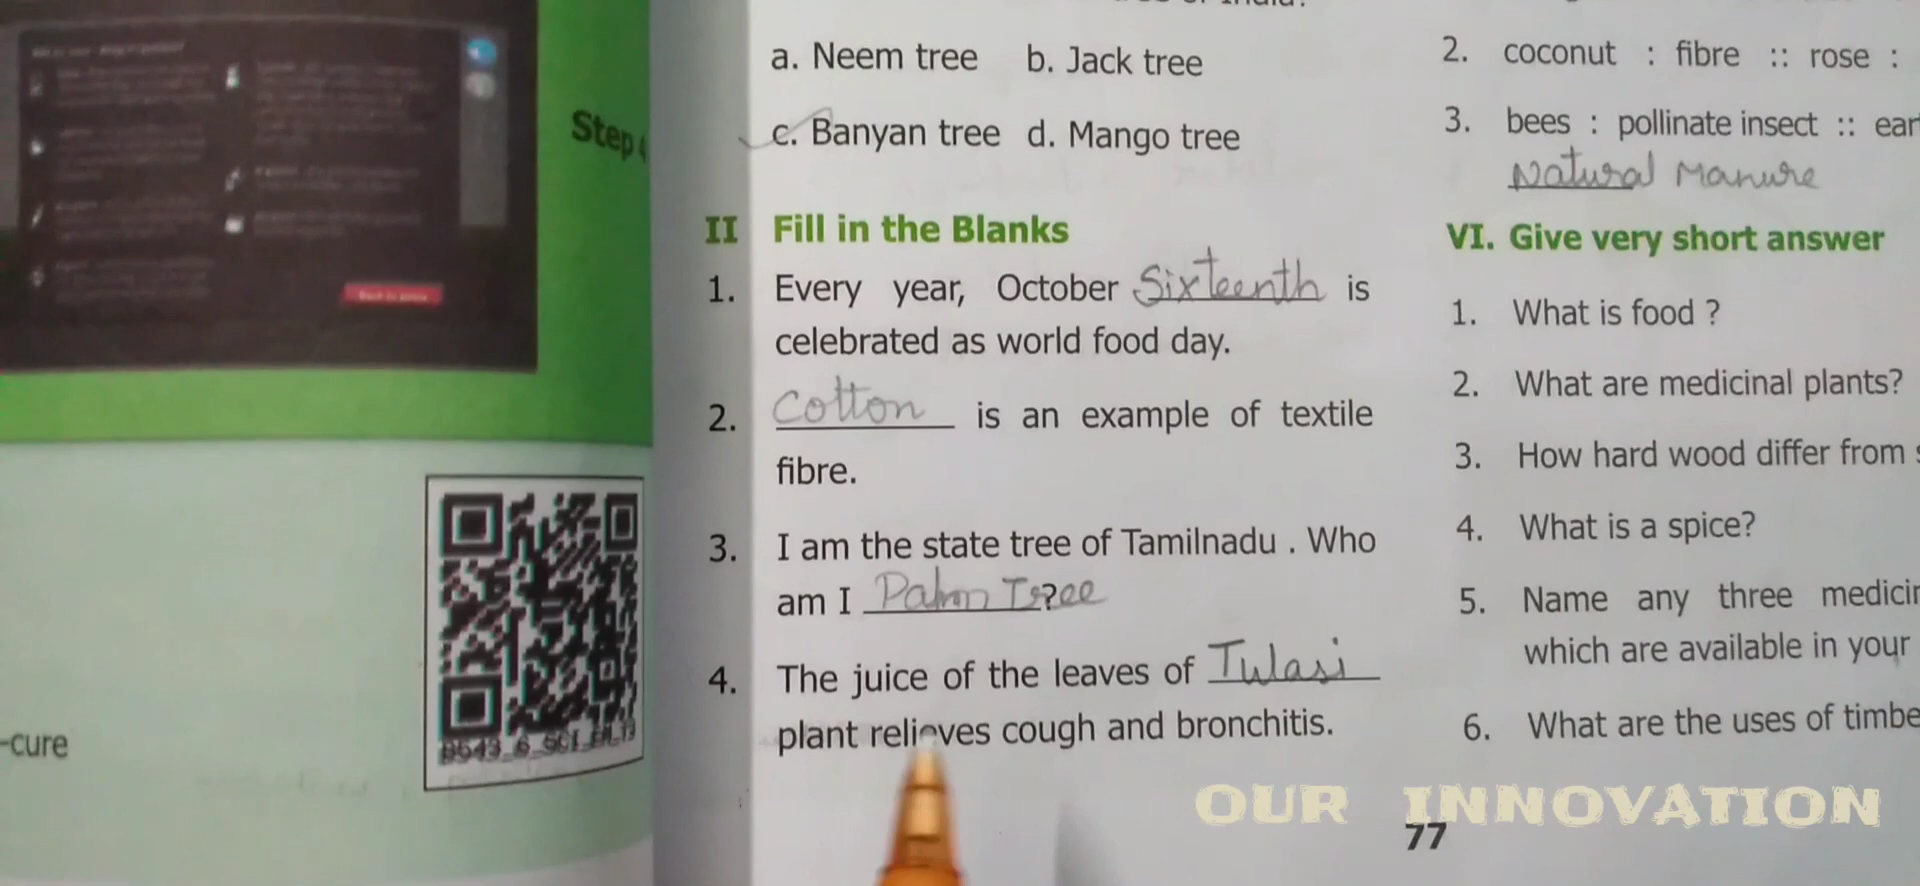 Step
a. Neem tree b. Jack tree
c. Banyan tree d. Mango tree
II Fill in the Blanks
1. Every year, October Sixteenth is
celebrated as world food day.
2. Cotton is an example of textile
fibre.
3. I am the state tree of Tamilnadu . Who
am I Palm Tree ?
4. The juice of the leaves of Tulasi
plant relieves cough and bronchitis.
2. coconut : fibre :: rose :
3. bees : pollinate insect :: ear
Natural Manure
VI. Give very short answer
1. What is food ?
2. What are medicinal plants?
3. How hard wood differ from
4. What is a spice?
5. Name any three medicin
which are available in your
6. What are the uses of timbe
-cure
OUR INNOVATION
77